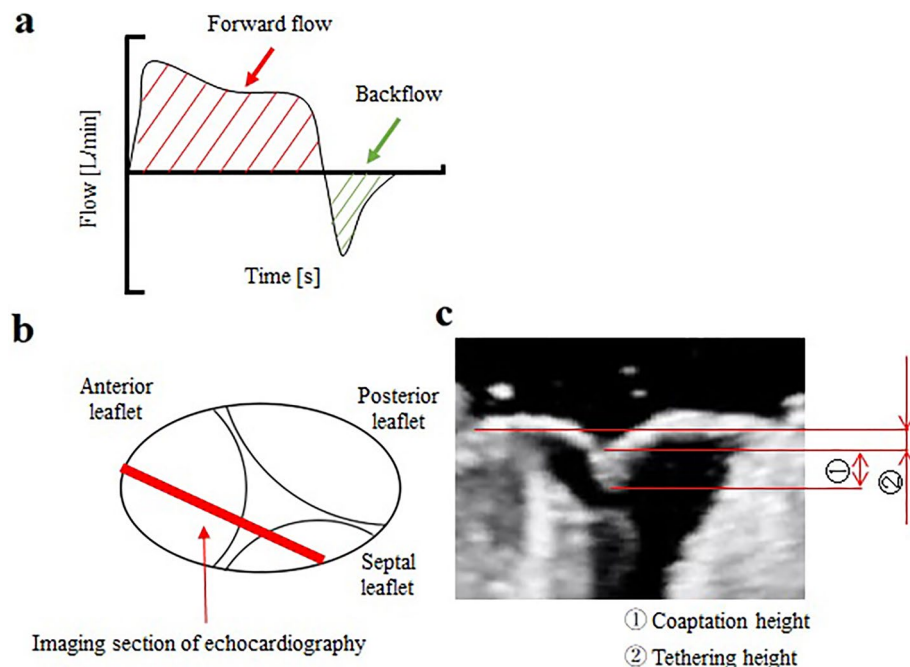 a
Forward flow
Backflow
Flow [L/min]
Time [s]
b
Anterior
leaflet
Posterior
leaflet
Septal
leaflet
Imaging section of echocardiography
c
①
②
① Coaptation height
② Tethering height